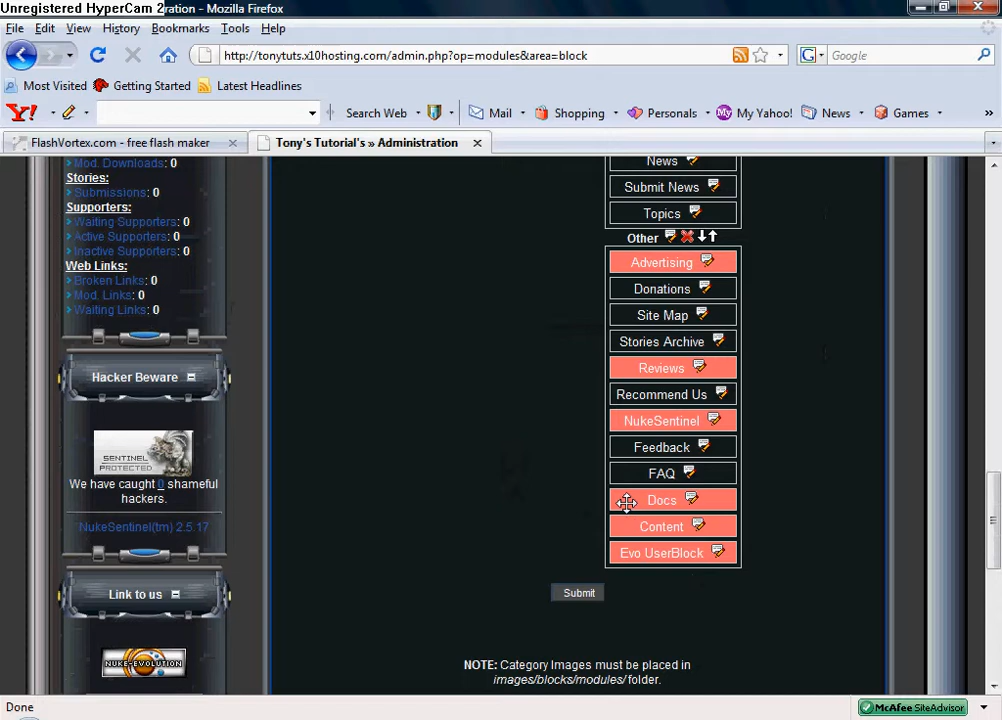 Unregistered HyperCam 2
ration - Mozilla Firefox
File Edit View History Bookmarks Tools Help
http://tonytuts.x10hosting.com/admin.php?op=modules&area=block
Google
Most Visited Getting Started Latest Headlines
Y! Search Web Mail Shopping Personals My Yahoo! News Games »
FlashVortex.com - free flash maker
Tony's Tutorial's » Administration
Mod. Downloads: 0
Stories:
Submissions: 0
Supporters:
Waiting Supporters: 0
Active Supporters: 0
Inactive Supporters: 0
Web Links:
Broken Links: 0
Mod. Links: 0
Waiting Links: 0
Hacker Beware
SENTINEL
PROTECTED
We have caught 0 shameful
hackers.
NukeSentinel(tm) 2.5.17
Link to us
NUKE-EVOLUTION
News
Submit News
Topics
Other
Advertising
Donations
Site Map
Stories Archive
Reviews
Recommend Us
NukeSentinel
Feedback
FAQ
Docs
Content
Evo UserBlock
Submit
NOTE: Category Images must be placed in
images/blocks/modules/ folder.
Done
McAfee SiteAdvisor